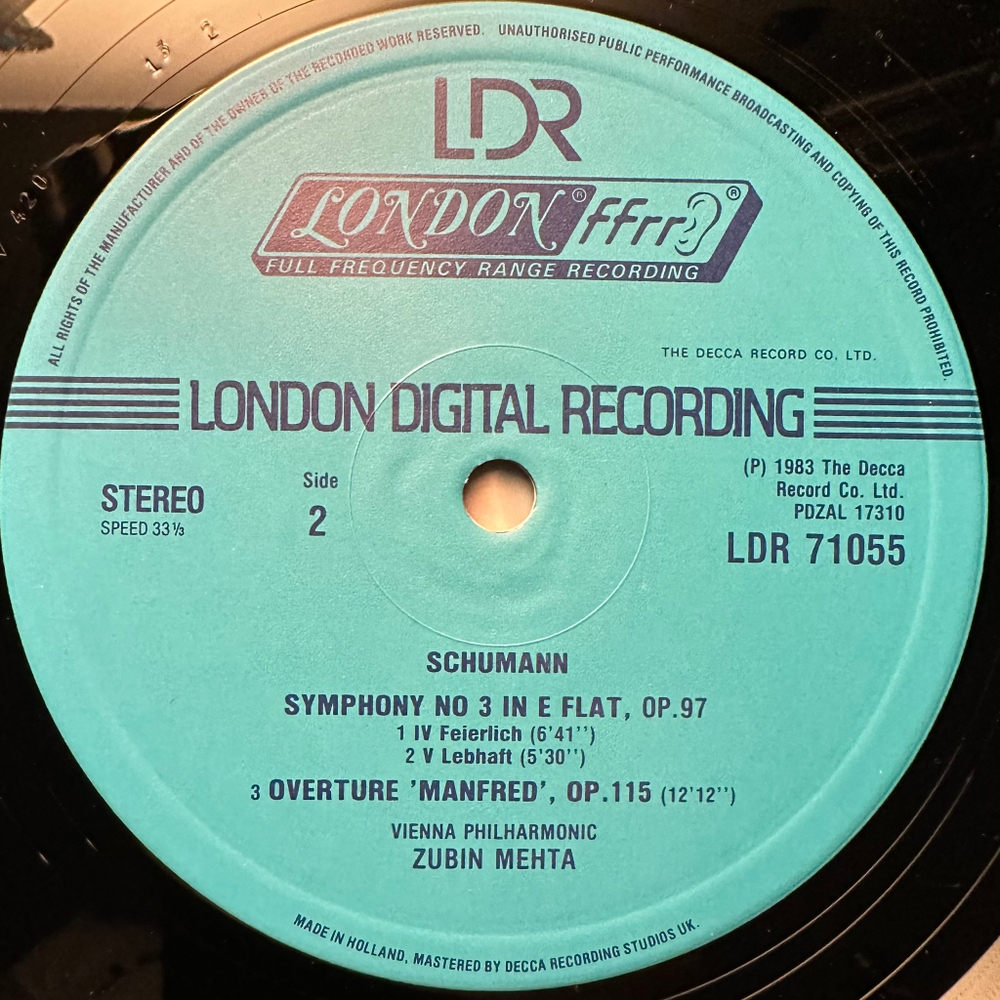 13 2
420
ALL RIGHTS OF THE MANUFACTURER AND OF THE OWNER OF THE RECORDED WORK RESERVED. UNAUTHORISED PUBLIC PERFORMANCE BROADCASTING AND COPYING OF THIS RECORD PROHIBITED.
LDR
LONDON® ffrr®
FULL FREQUENCY RANGE RECORDING
THE DECCA RECORD CO. LTD.
LONDON DIGITAL RECORDING
STEREO
SPEED 33⅓
Side
2
(P) 1983 The Decca
Record Co. Ltd.
PDZAL 17310
LDR 71055
SCHUMANN
SYMPHONY NO 3 IN E FLAT, OP.97
1 IV Feierlich (6'41'')
2 V Lebhaft (5'30'')
3 OVERTURE 'MANFRED', OP.115 (12'12'')
VIENNA PHILHARMONIC
ZUBIN MEHTA
MADE IN HOLLAND, MASTERED BY DECCA RECORDING STUDIOS UK.